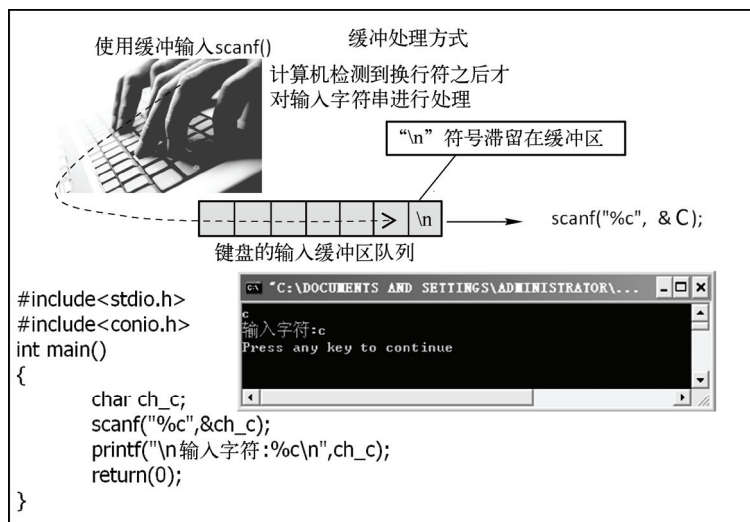 使用缓冲输入scanf()
缓冲处理方式
计算机检测到换行符之后才
对输入字符串进行处理
“\n”符号滞留在缓冲区
> \n
scanf("%c", &C);
键盘的输入缓冲区队列
"C:\DOCUMENTS AND SETTINGS\ADMINISTRATOR\...
c
输入字符:c
Press any key to continue
#include<stdio.h>
#include<conio.h>
int main()
{
char ch_c;
scanf("%c",&ch_c);
printf("\n输入字符:%c\n",ch_c);
return(0);
}